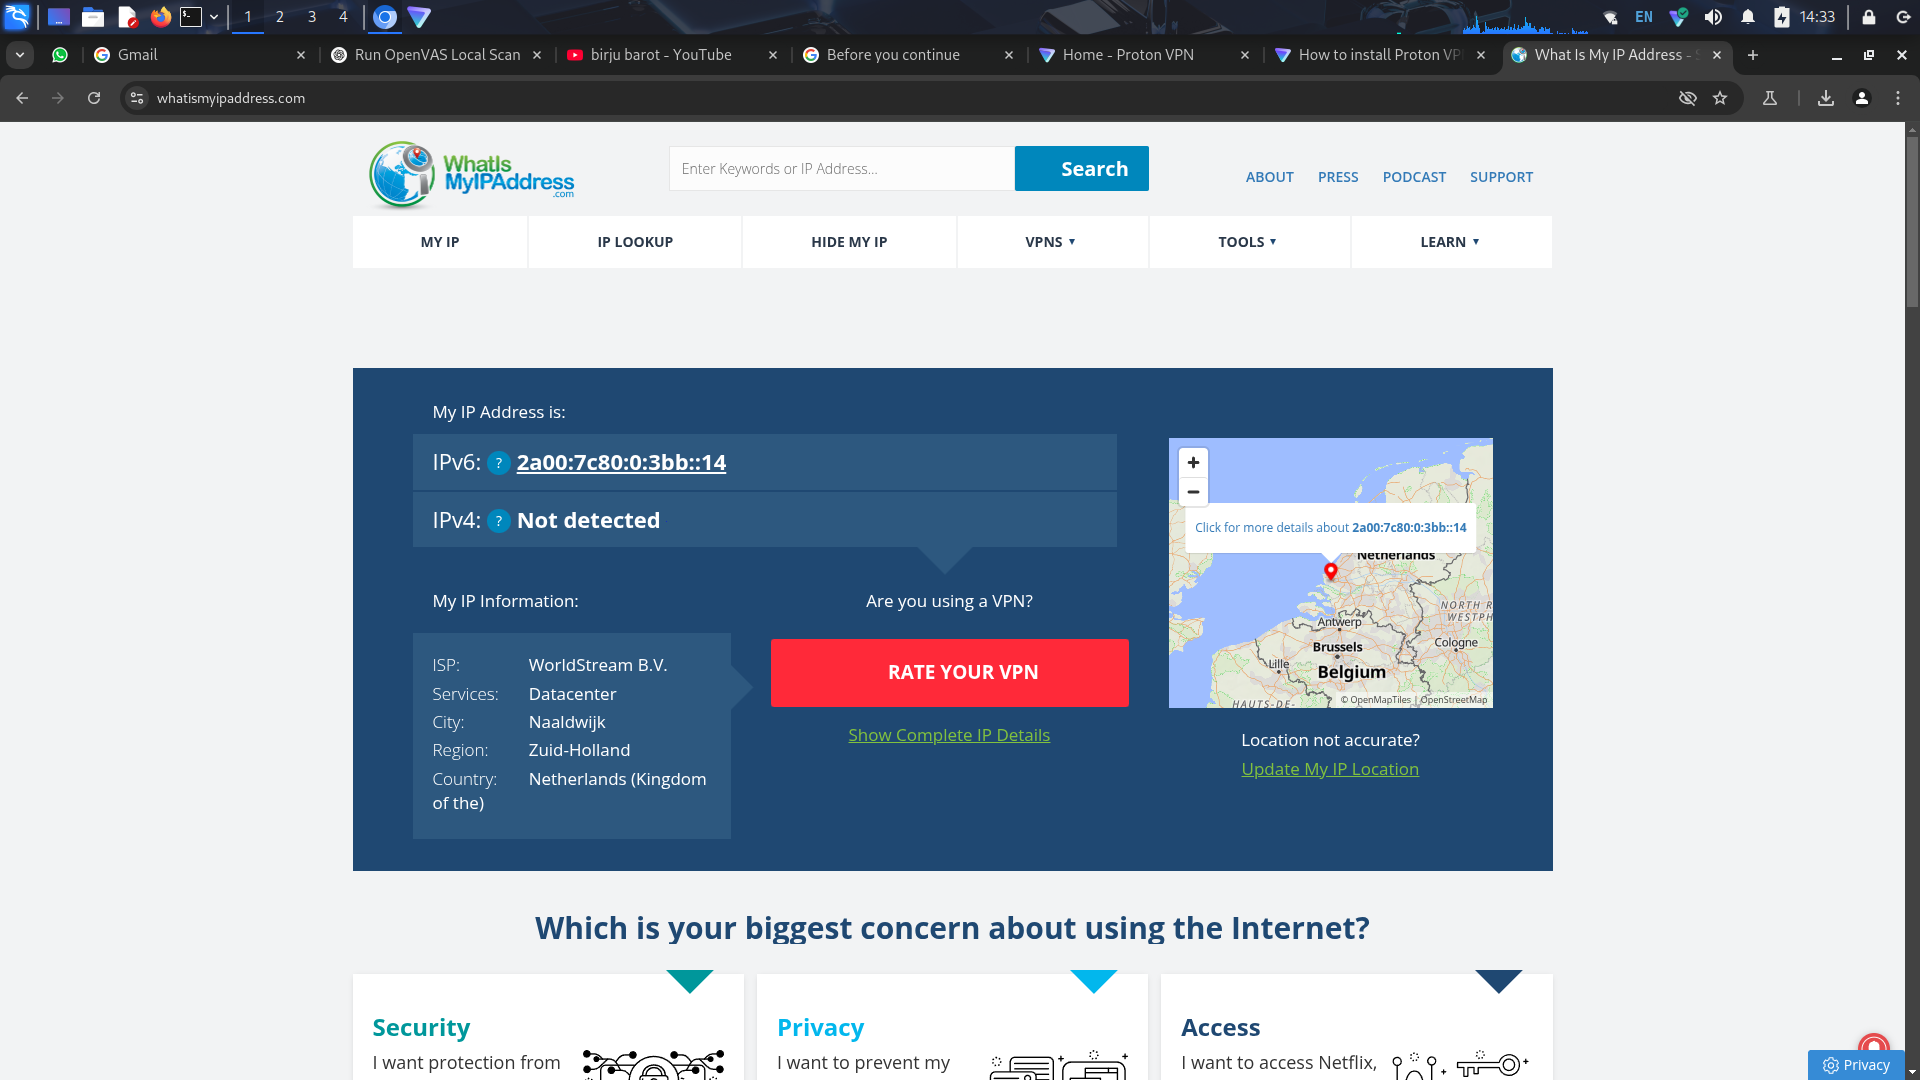 1 2 3 4 EN 14:33
Gmail Run OpenVAS Local Scan birju barot - YouTube Before you continue Home - Proton VPN How to install Proton VP What Is My IP Address - S
whatismyipaddress.com
WhatIs
MyIPAddress
.com
Enter Keywords or IP Address...
Search
ABOUT PRESS PODCAST SUPPORT
MY IP IP LOOKUP HIDE MY IP VPNS ▼ TOOLS ▼ LEARN ▼
My IP Address is:
IPv6: ? 2a00:7c80:0:3bb::14
IPv4: ? Not detected
My IP Information:
ISP: WorldStream B.V.
Services: Datacenter
City: Naaldwijk
Region: Zuid-Holland
Country: Netherlands (Kingdom
of the)
Are you using a VPN?
RATE YOUR VPN
Show Complete IP Details
+
−
Click for more details about 2a00:7c80:0:3bb::14
Netherlands
NORTH R
WESTPH
Antwerp
Cologne
Brussels
Lille
Belgium
HAUTS-DE-
© OpenMapTiles | OpenStreetMap
Location not accurate?
Update My IP Location
Which is your biggest concern about using the Internet?
Security
I want protection from
Privacy
I want to prevent my
Access
I want to access Netflix,
Privacy